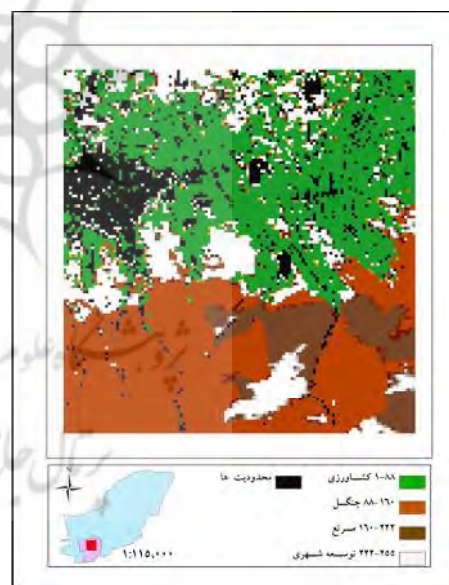 ۱-۸۸ کشاورزی
۸۸-۱۶۰ جنگل
۱۶۰-۲۲۲ مرتع
۲۲۲-۲۵۵ توسعه شهری
محدودیت ها
۱:۱۱۵,۰۰۰